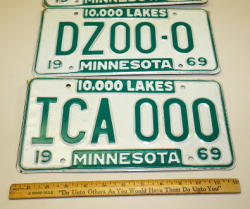 10,000 LAKES
DZ00-0
19 MINNESOTA 69
10,000 LAKES
ICA 000
19 MINNESOTA 69
"Do Unto Others As You Would Have Them Do Unto You"